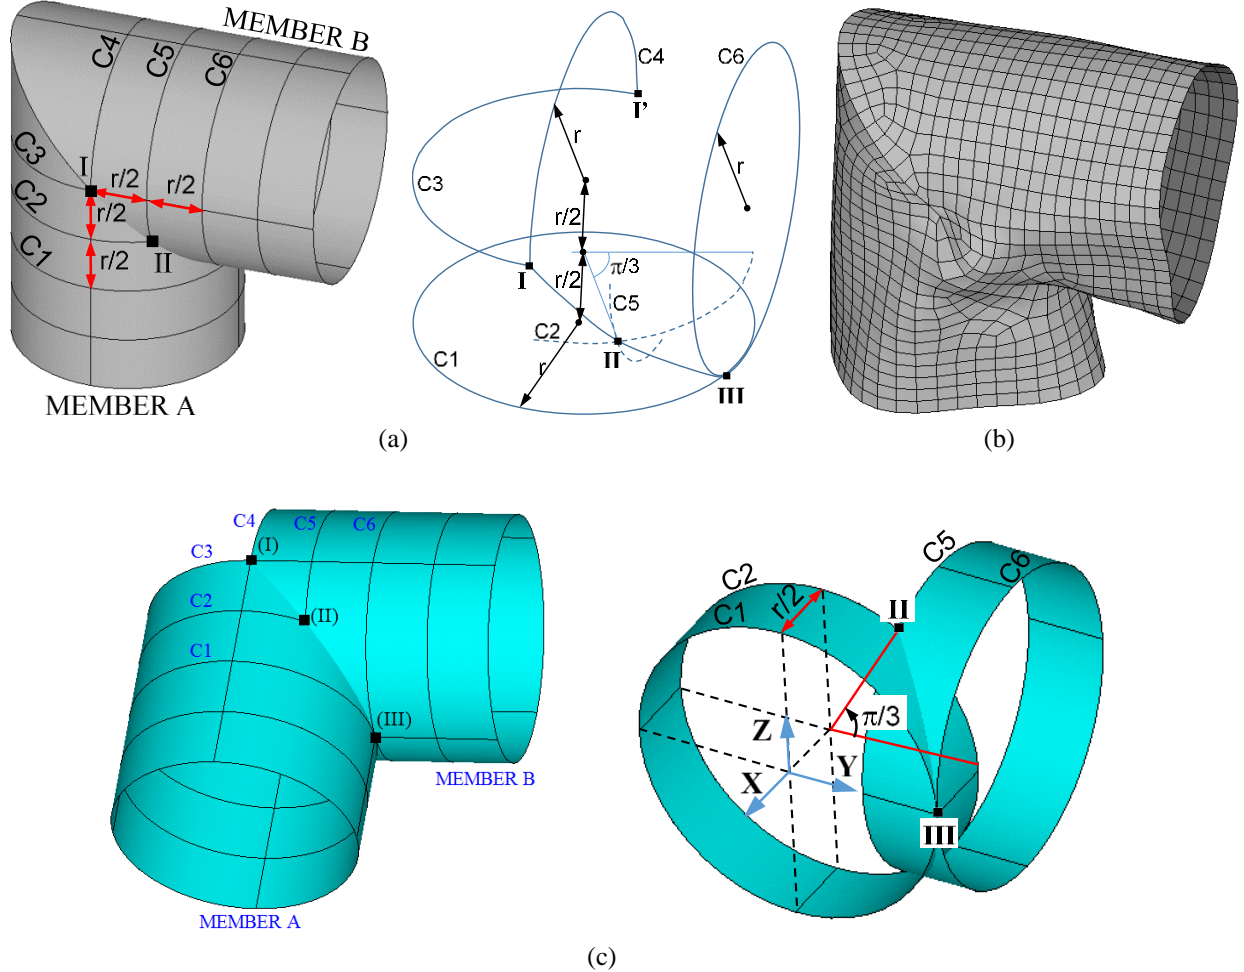 MEMBER B
C4
C5
C6
C3
I
r/2
r/2
C2
r/2
II
C1
r/2
MEMBER A
C4
C6
I’
r
r
C3
r/2
I
π/3
r/2
C5
C2
C1
r
II
III
(a)
(b)
C4
C5
C6
(I)
C3
C2
(II)
C1
(III)
MEMBER B
MEMBER A
C5
C6
C2
C1
r/2
II
π/3
Z
X
Y
III
(c)